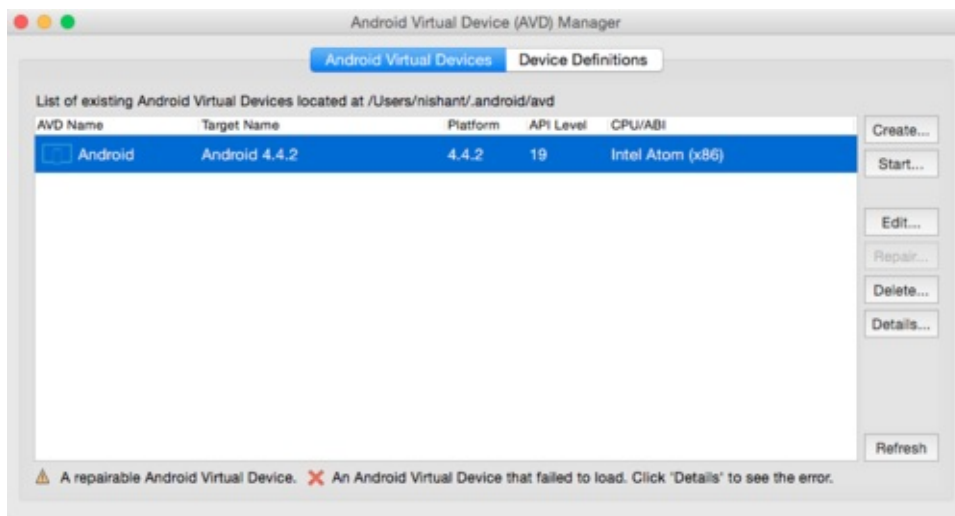 Android Virtual Device (AVD) Manager
Android Virtual Devices Device Definitions
List of existing Android Virtual Devices located at /Users/nishant/.android/avd
AVD Name Target Name Platform API Level CPU/ABI
Android Android 4.4.2 4.4.2 19 Intel Atom (x86)
Create...
Start...
Edit...
Repair...
Delete...
Details...
Refresh
A repairable Android Virtual Device. An Android Virtual Device that failed to load. Click 'Details' to see the error.